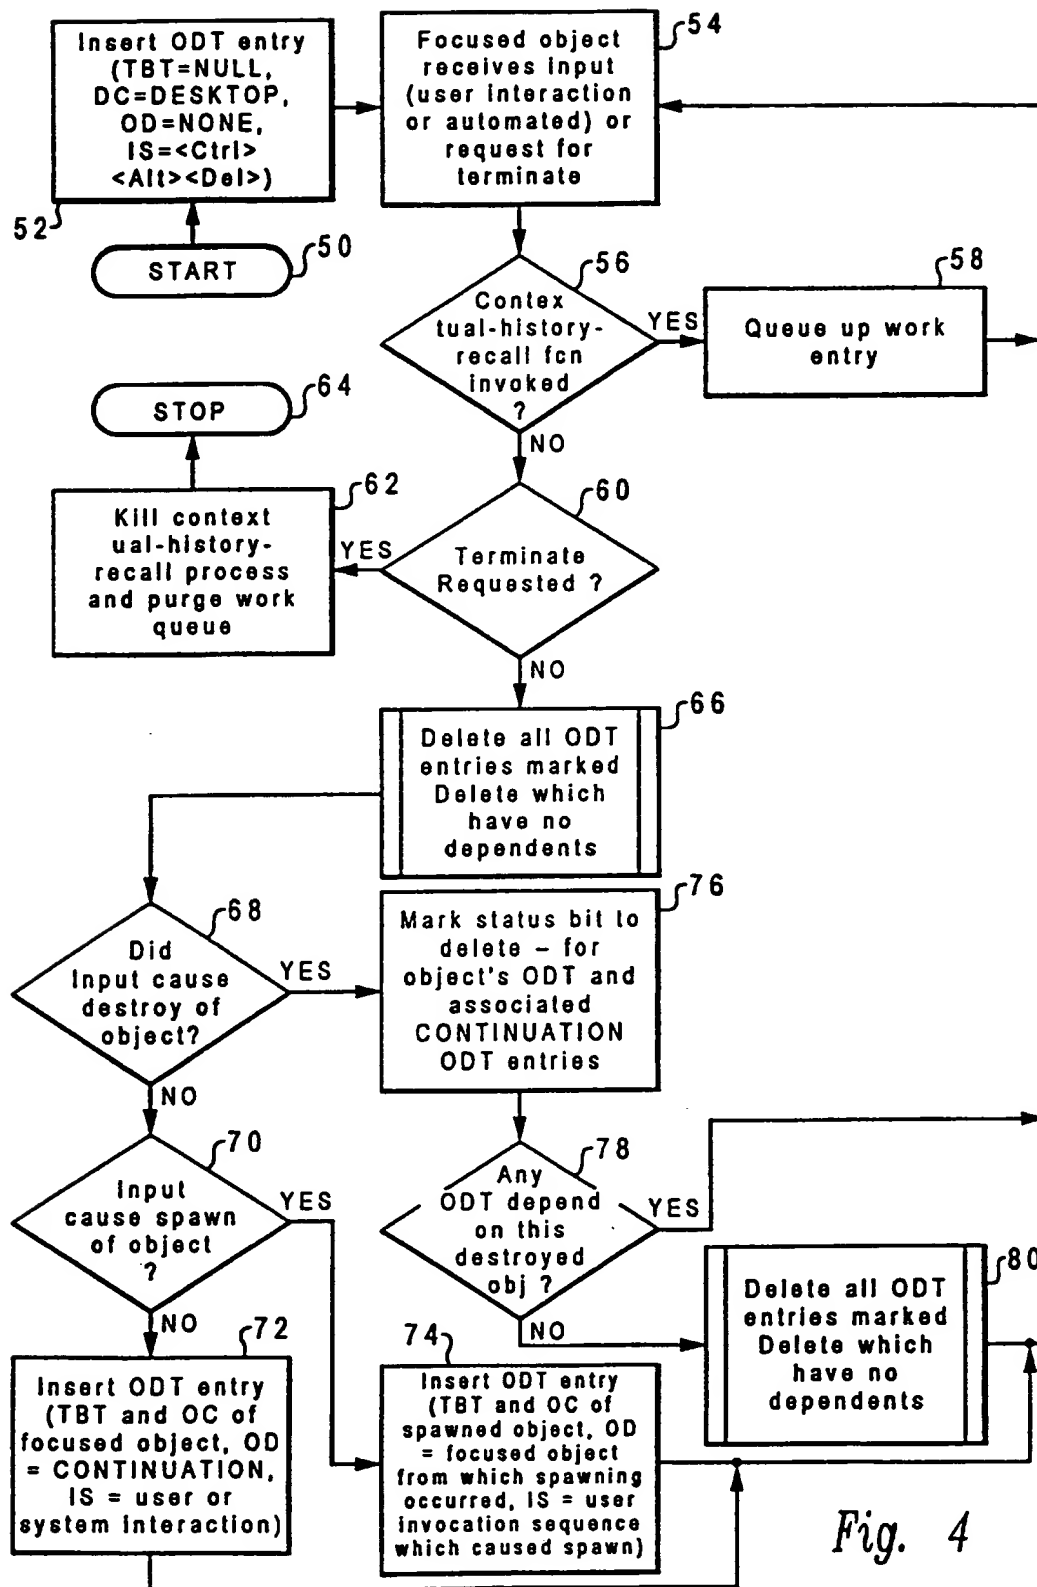 Insert ODT entry
(TBT=NULL,
DC=DESKTOP,
OD=NONE,
IS=<Ctrl>
<Alt><Del>)
52
START
50
Focused object
receives input
(user interaction
or automated) or
request for
terminate
54
Contex
tual-history-
recall fcn
invoked
?
56
YES
NO
Queue up work
entry
58
STOP
64
Kill context
ual-history-
recall process
and purge work
queue
62
YES
Terminate
Requested ?
60
NO
Delete all ODT
entries marked
Delete which
have no
dependents
66
Did
Input cause
destroy of
object?
68
YES
NO
Mark status bit to
delete – for
object's ODT and
associated
CONTINUATION
ODT entries
76
Input
cause spawn
of object
?
70
YES
NO
Any
ODT depend
on this
destroyed
obj ?
78
YES
NO
Delete all ODT
entries marked
Delete which
have no
dependents
80
Insert ODT entry
(TBT and OC of
focused object, OD
= CONTINUATION,
IS = user or
system interaction)
72
Insert ODT entry
(TBT and OC of
spawned object, OD
= focused object
from which spawning
occurred, IS = user
invocation sequence
which caused spawn)
74
Fig. 4